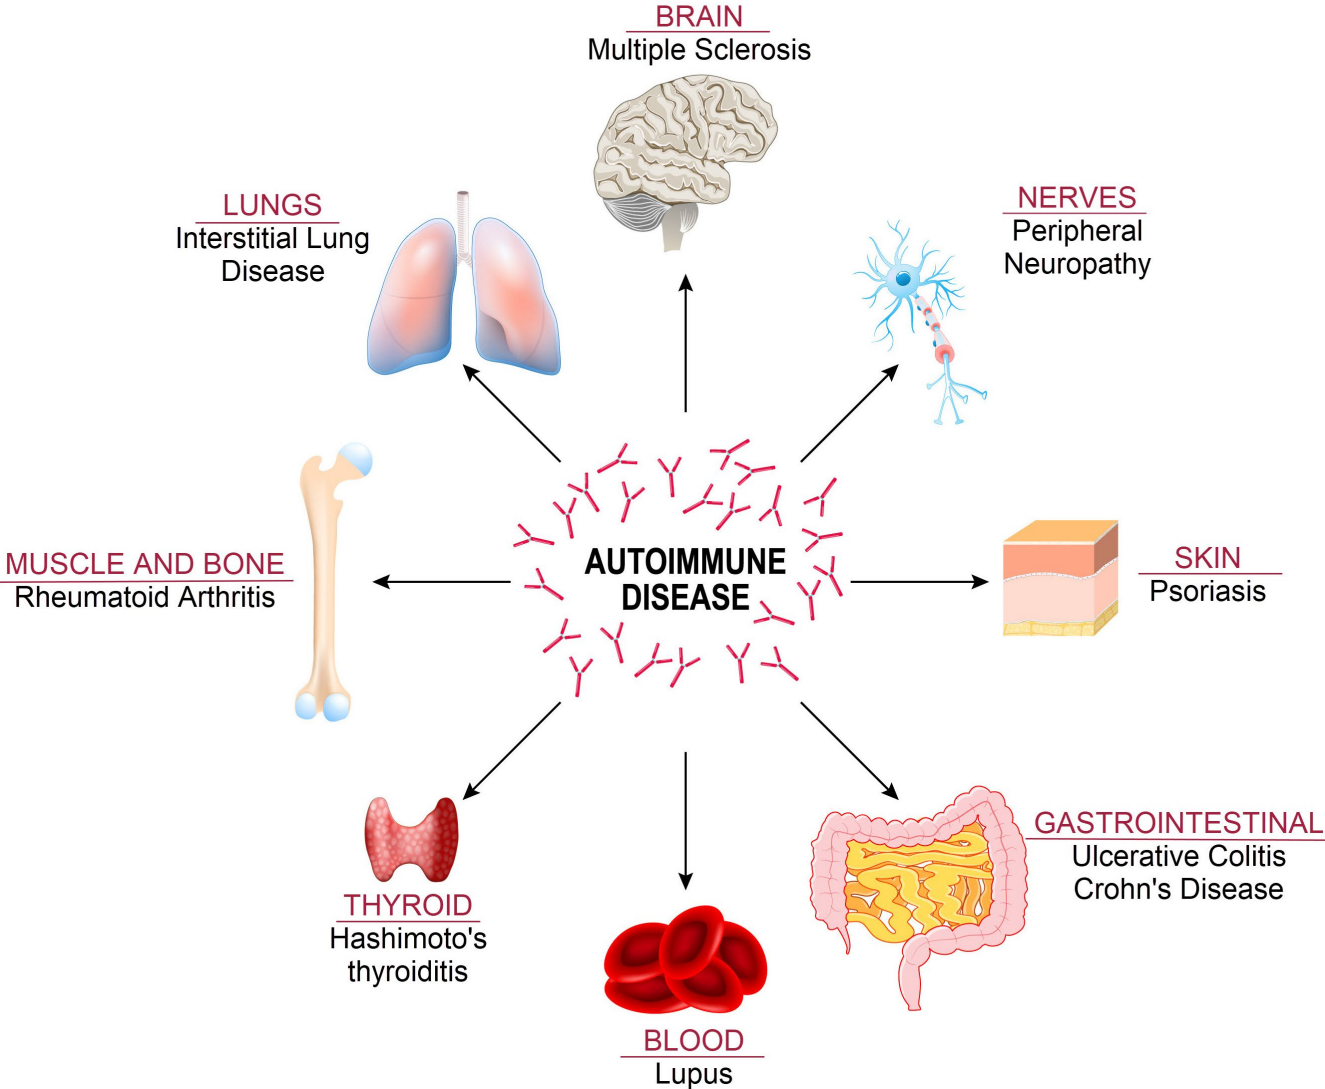 BRAIN
Multiple Sclerosis
LUNGS
Interstitial Lung
Disease
NERVES
Peripheral
Neuropathy
AUTOIMMUNE
DISEASE
MUSCLE AND BONE
Rheumatoid Arthritis
SKIN
Psoriasis
GASTROINTESTINAL
Ulcerative Colitis
Crohn's Disease
THYROID
Hashimoto's
thyroiditis
BLOOD
Lupus